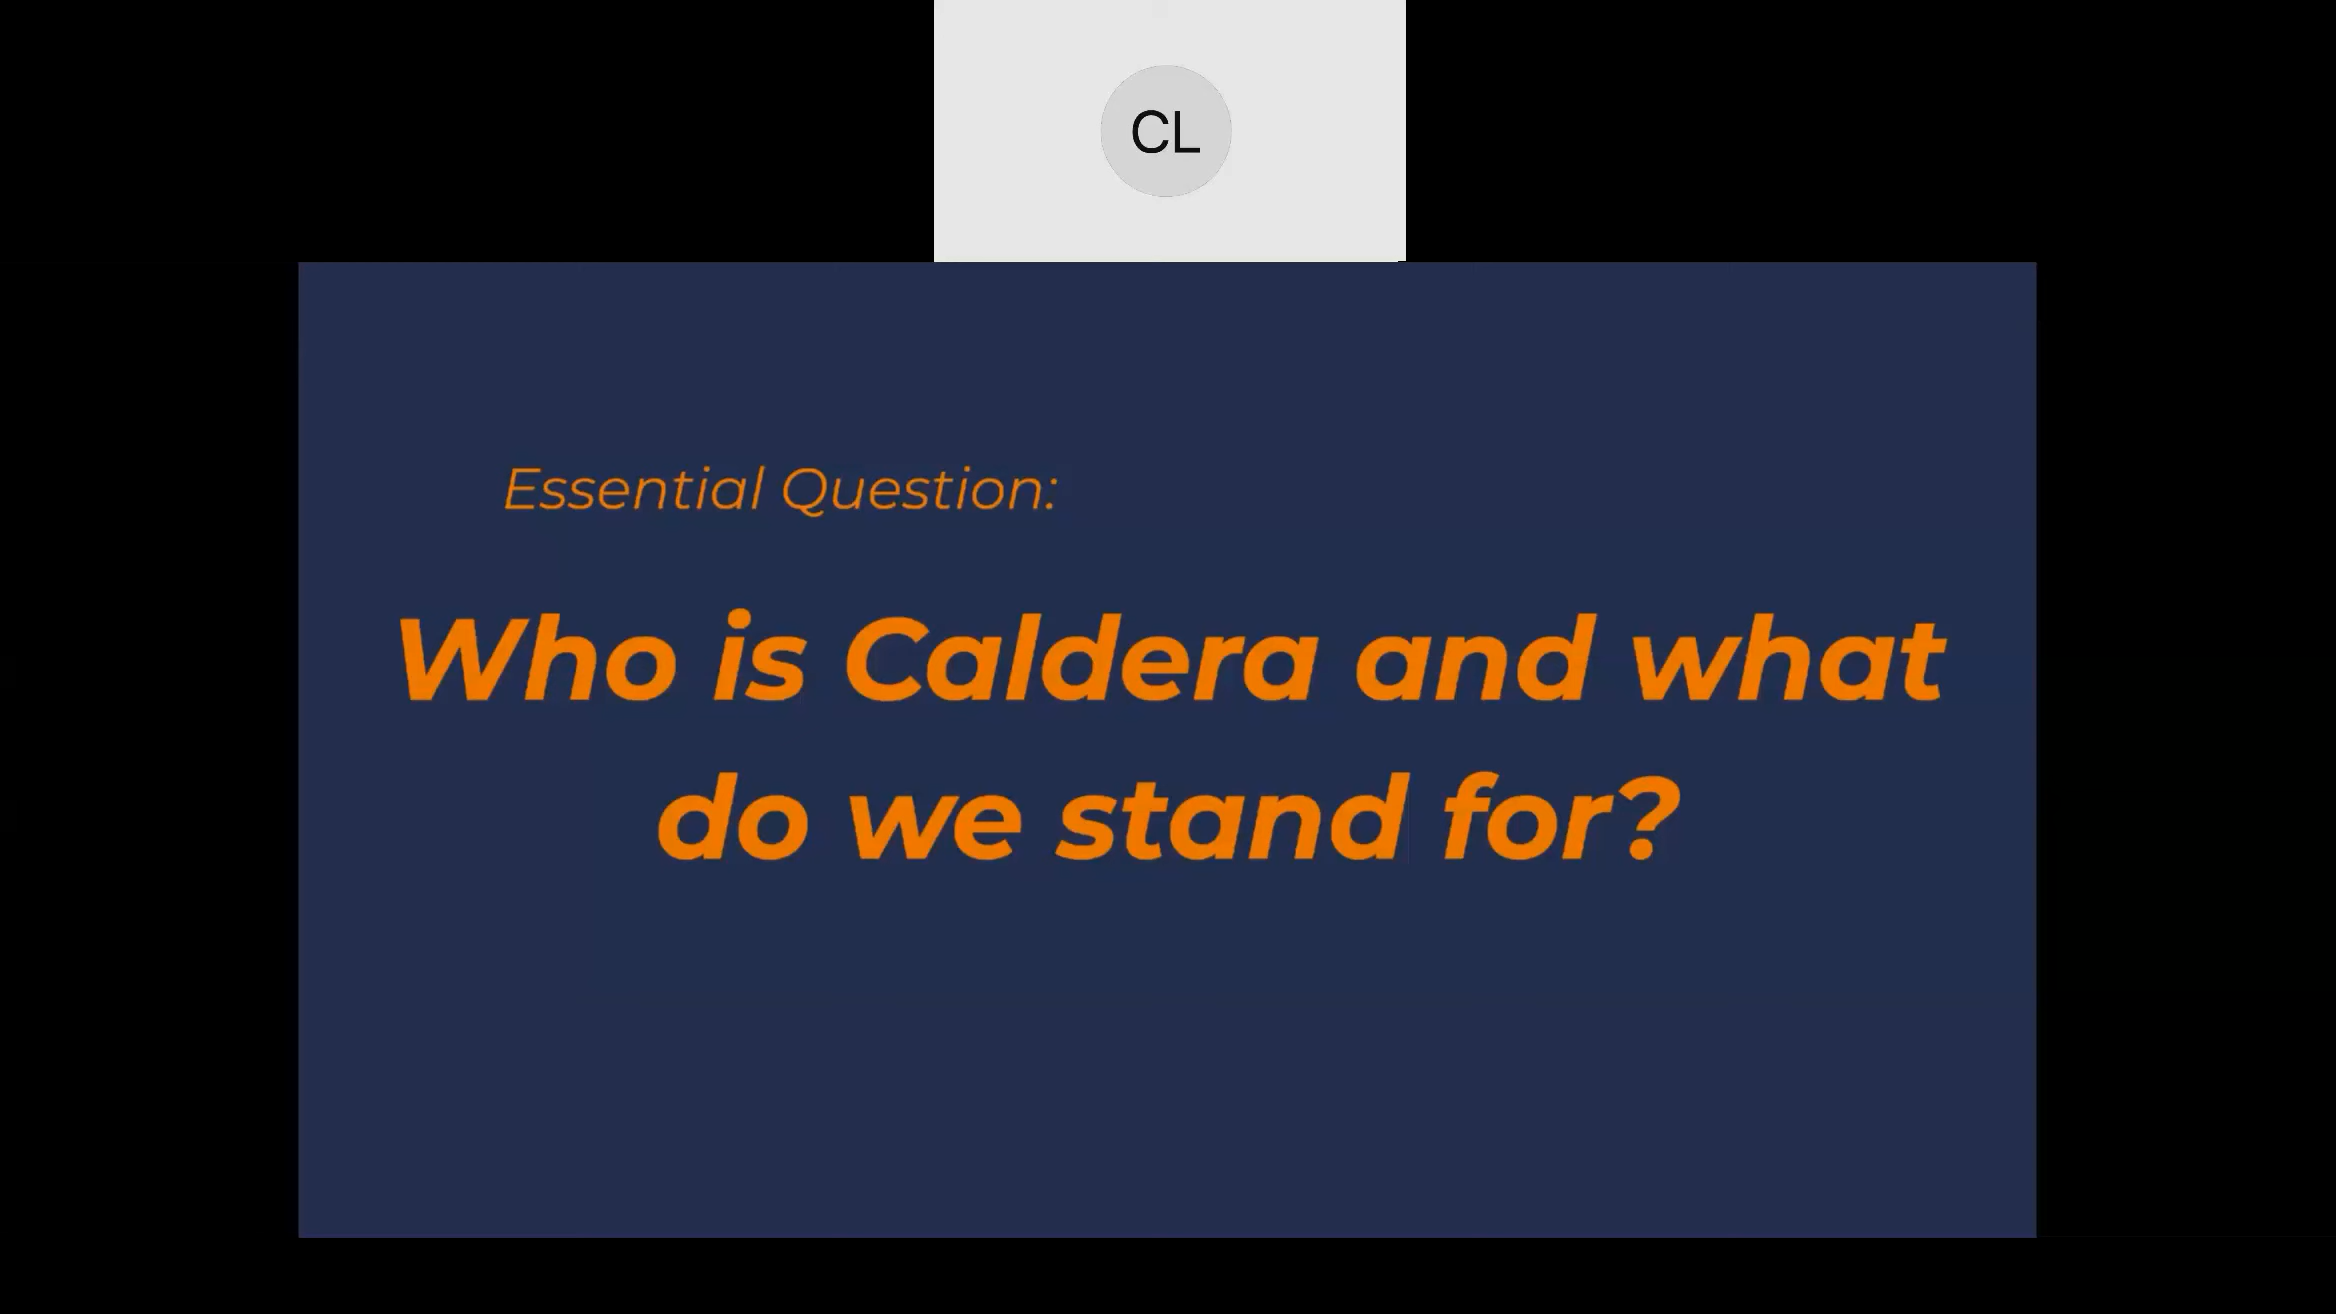 CL
Essential Question:
Who is Caldera and what
do we stand for?